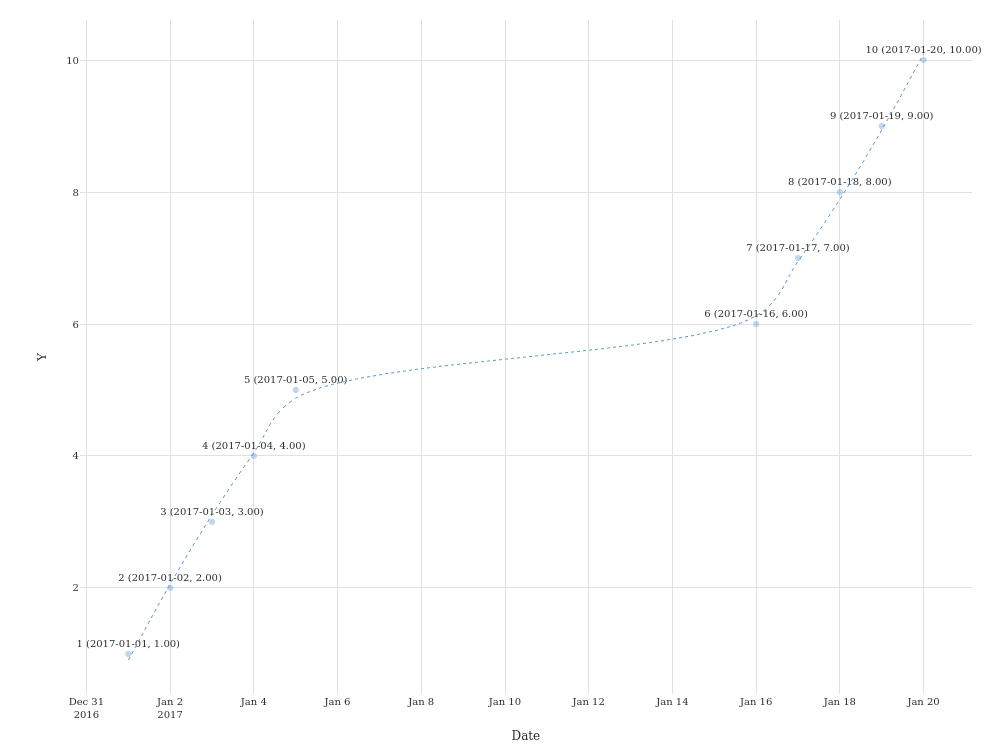 10 (2017-01-20, 10.00)
10
9 (2017-01-19, 9.00)
8 (2017-01-18, 8.00)
8
7 (2017-01-17, 7.00)
6 (2017-01-16, 6.00)
6
Y
5 (2017-01-05, 5.00)
4 (2017-01-04, 4.00)
4
3 (2017-01-03, 3.00)
2 (2017-01-02, 2.00)
2
1 (2017-01-01, 1.00)
Dec 31 Jan 2 Jan 4 Jan 6 Jan 8 Jan 10 Jan 12 Jan 14 Jan 16 Jan 18 Jan 20
2016 2017
Date